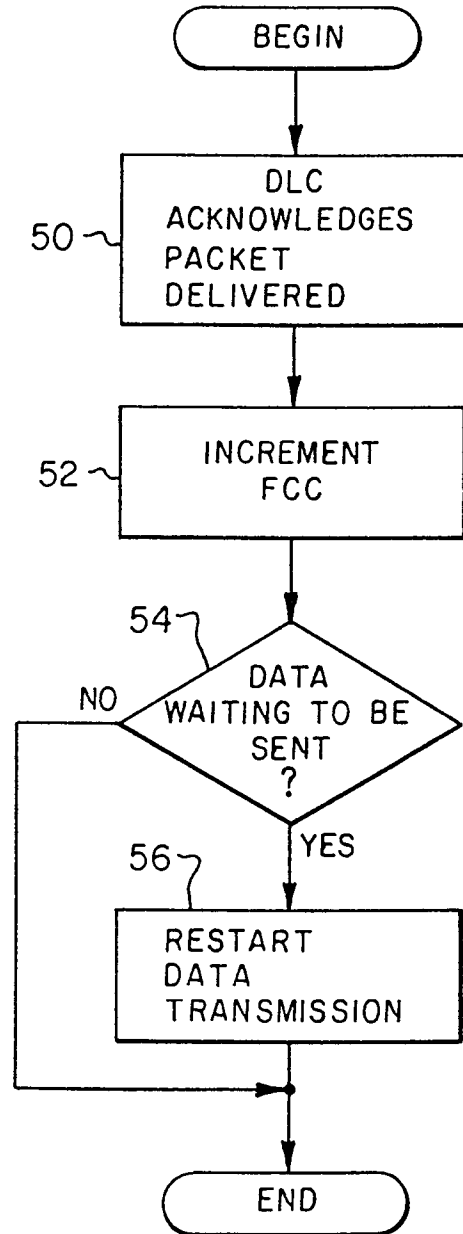 BEGIN
50
DLC
ACKNOWLEDGES
PACKET
DELIVERED
52
INCREMENT
FCC
54
NO
DATA
WAITING TO BE
SENT
?
YES
56
RESTART
DATA
TRANSMISSION
END